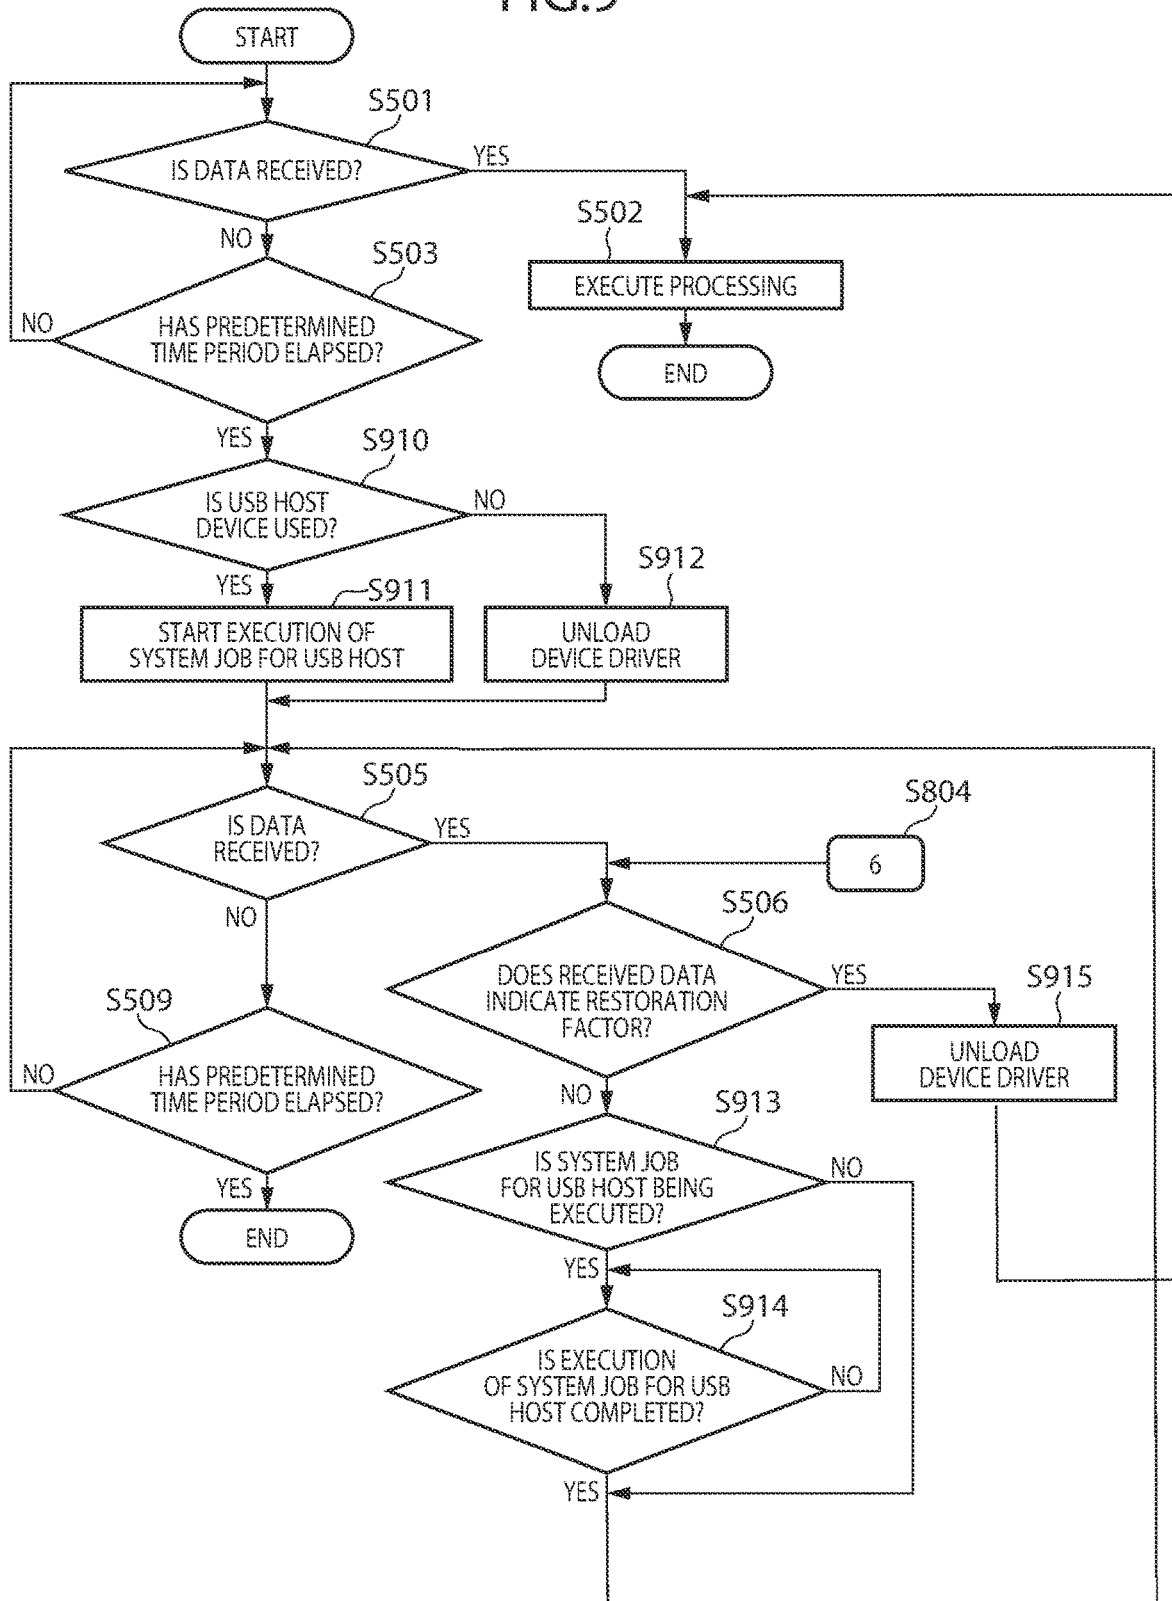 FIG.9
START
S501
IS DATA RECEIVED?
YES
S502
NO
S503
EXECUTE PROCESSING
NO
HAS PREDETERMINED
TIME PERIOD ELAPSED?
END
YES
S910
IS USB HOST
DEVICE USED?
NO
S912
YES
S911
START EXECUTION OF
SYSTEM JOB FOR USB HOST
UNLOAD
DEVICE DRIVER
S505
IS DATA
RECEIVED?
YES
S804
6
NO
S506
DOES RECEIVED DATA
INDICATE RESTORATION
FACTOR?
YES
S915
UNLOAD
DEVICE DRIVER
S509
NO
HAS PREDETERMINED
TIME PERIOD ELAPSED?
NO
S913
IS SYSTEM JOB
FOR USB HOST BEING
EXECUTED?
NO
YES
END
YES
S914
IS EXECUTION
OF SYSTEM JOB FOR USB
HOST COMPLETED?
NO
YES